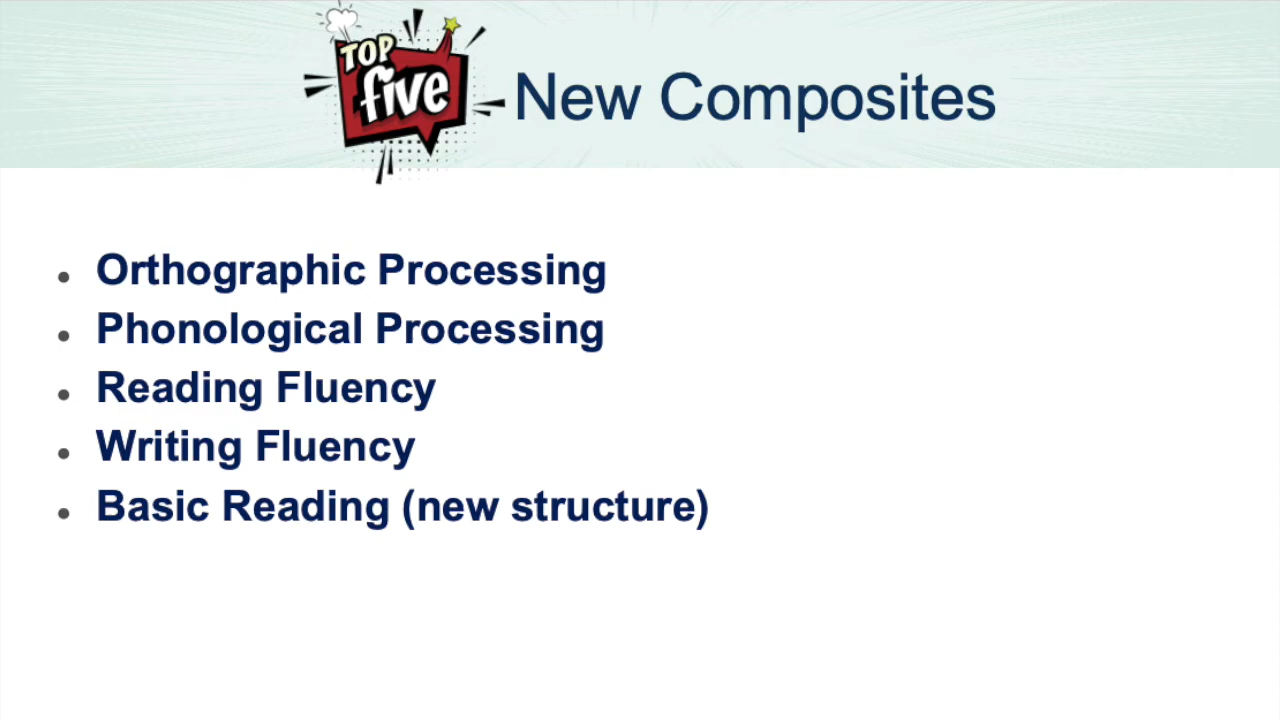 TOP
five
New Composites
• Orthographic Processing
• Phonological Processing
• Reading Fluency
• Writing Fluency
• Basic Reading (new structure)